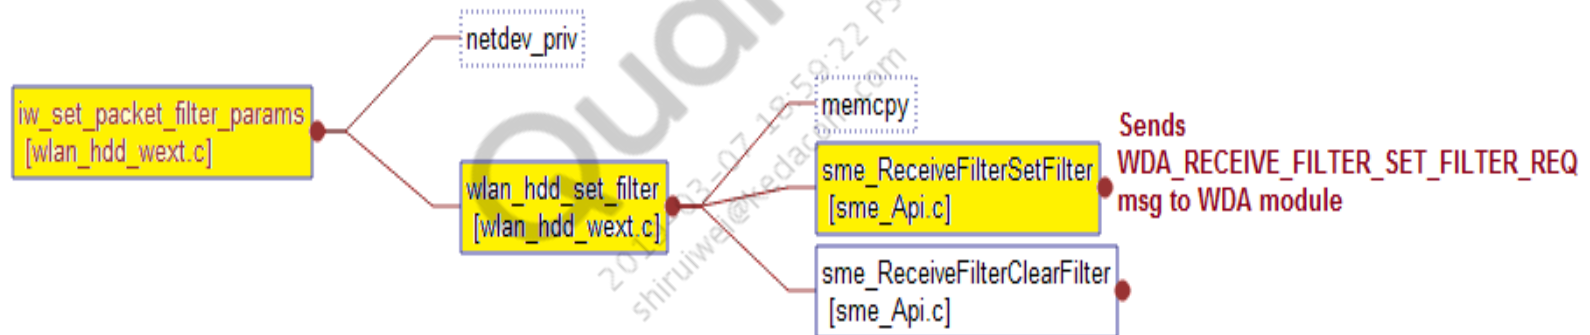 netdev_priv
iw_set_packet_filter_params
[wlan_hdd_wext.c]
wlan_hdd_set_filter
[wlan_hdd_wext.c]
memcpy
sme_ReceiveFilterSetFilter
[sme_Api.c]
Sends
WDA_RECEIVE_FILTER_SET_FILTER_REQ
msg to WDA module
sme_ReceiveFilterClearFilter
[sme_Api.c]